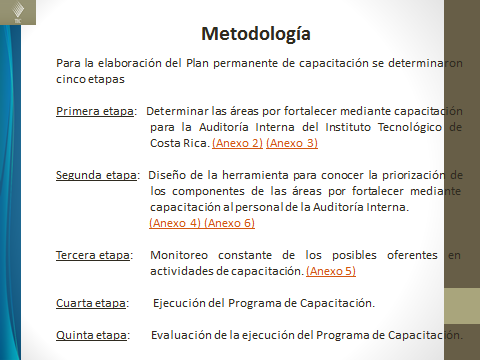 Metodología
Para la elaboración del Plan permanente de capacitación se determinaron
cinco etapas
Primera etapa: Determinar las áreas por fortalecer mediante capacitación
para la Auditoría Interna del Instituto Tecnológico de
Costa Rica. (Anexo 2) (Anexo 3)
Segunda etapa: Diseño de la herramienta para conocer la priorización de
los componentes de las áreas por fortalecer mediante
capacitación al personal de la Auditoría Interna.
(Anexo 4) (Anexo 6)
Tercera etapa: Monitoreo constante de los posibles oferentes en
actividades de capacitación. (Anexo 5)
Cuarta etapa: Ejecución del Programa de Capacitación.
Quinta etapa: Evaluación de la ejecución del Programa de Capacitación.